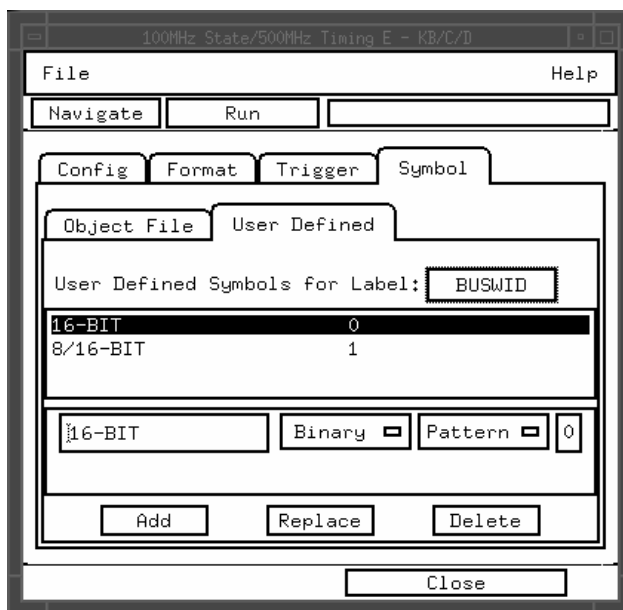 100MHz State/500MHz Timing E - KB/C/D
File Help
Navigate Run
Config Format Trigger Symbol
Object File User Defined
User Defined Symbols for Label: BUSWID
16-BIT 0
8/16-BIT 1
16-BIT Binary Pattern 0
Add Replace Delete
Close